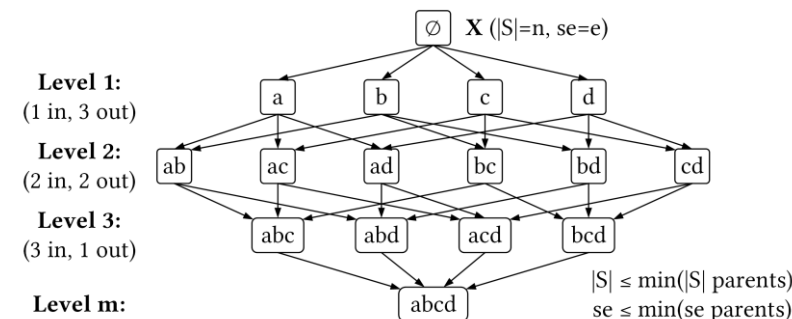 ∅ X (|S|=n, se=e)
Level 1:
(1 in, 3 out)
a b c d
Level 2:
(2 in, 2 out)
ab ac ad bc bd cd
Level 3:
(3 in, 1 out)
abc abd acd bcd
Level m:
abcd
|S| ≤ min(|S| parents)
se ≤ min(se parents)